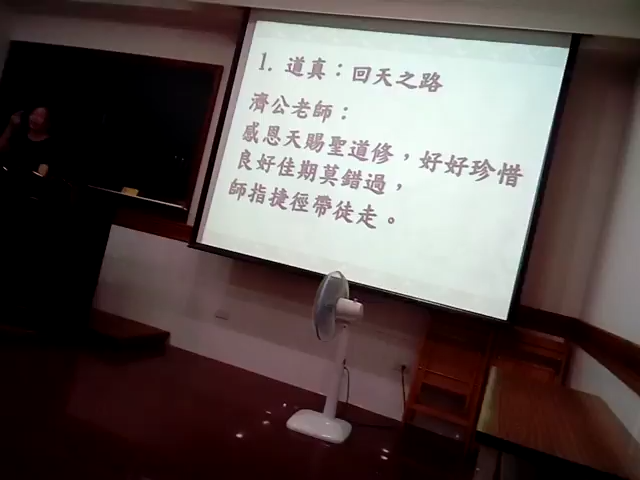 1. 道真：回天之路
濟公老師：
感恩天賜聖道修，好好珍惜
良好佳期莫錯過，
師指捷徑帶徒走。